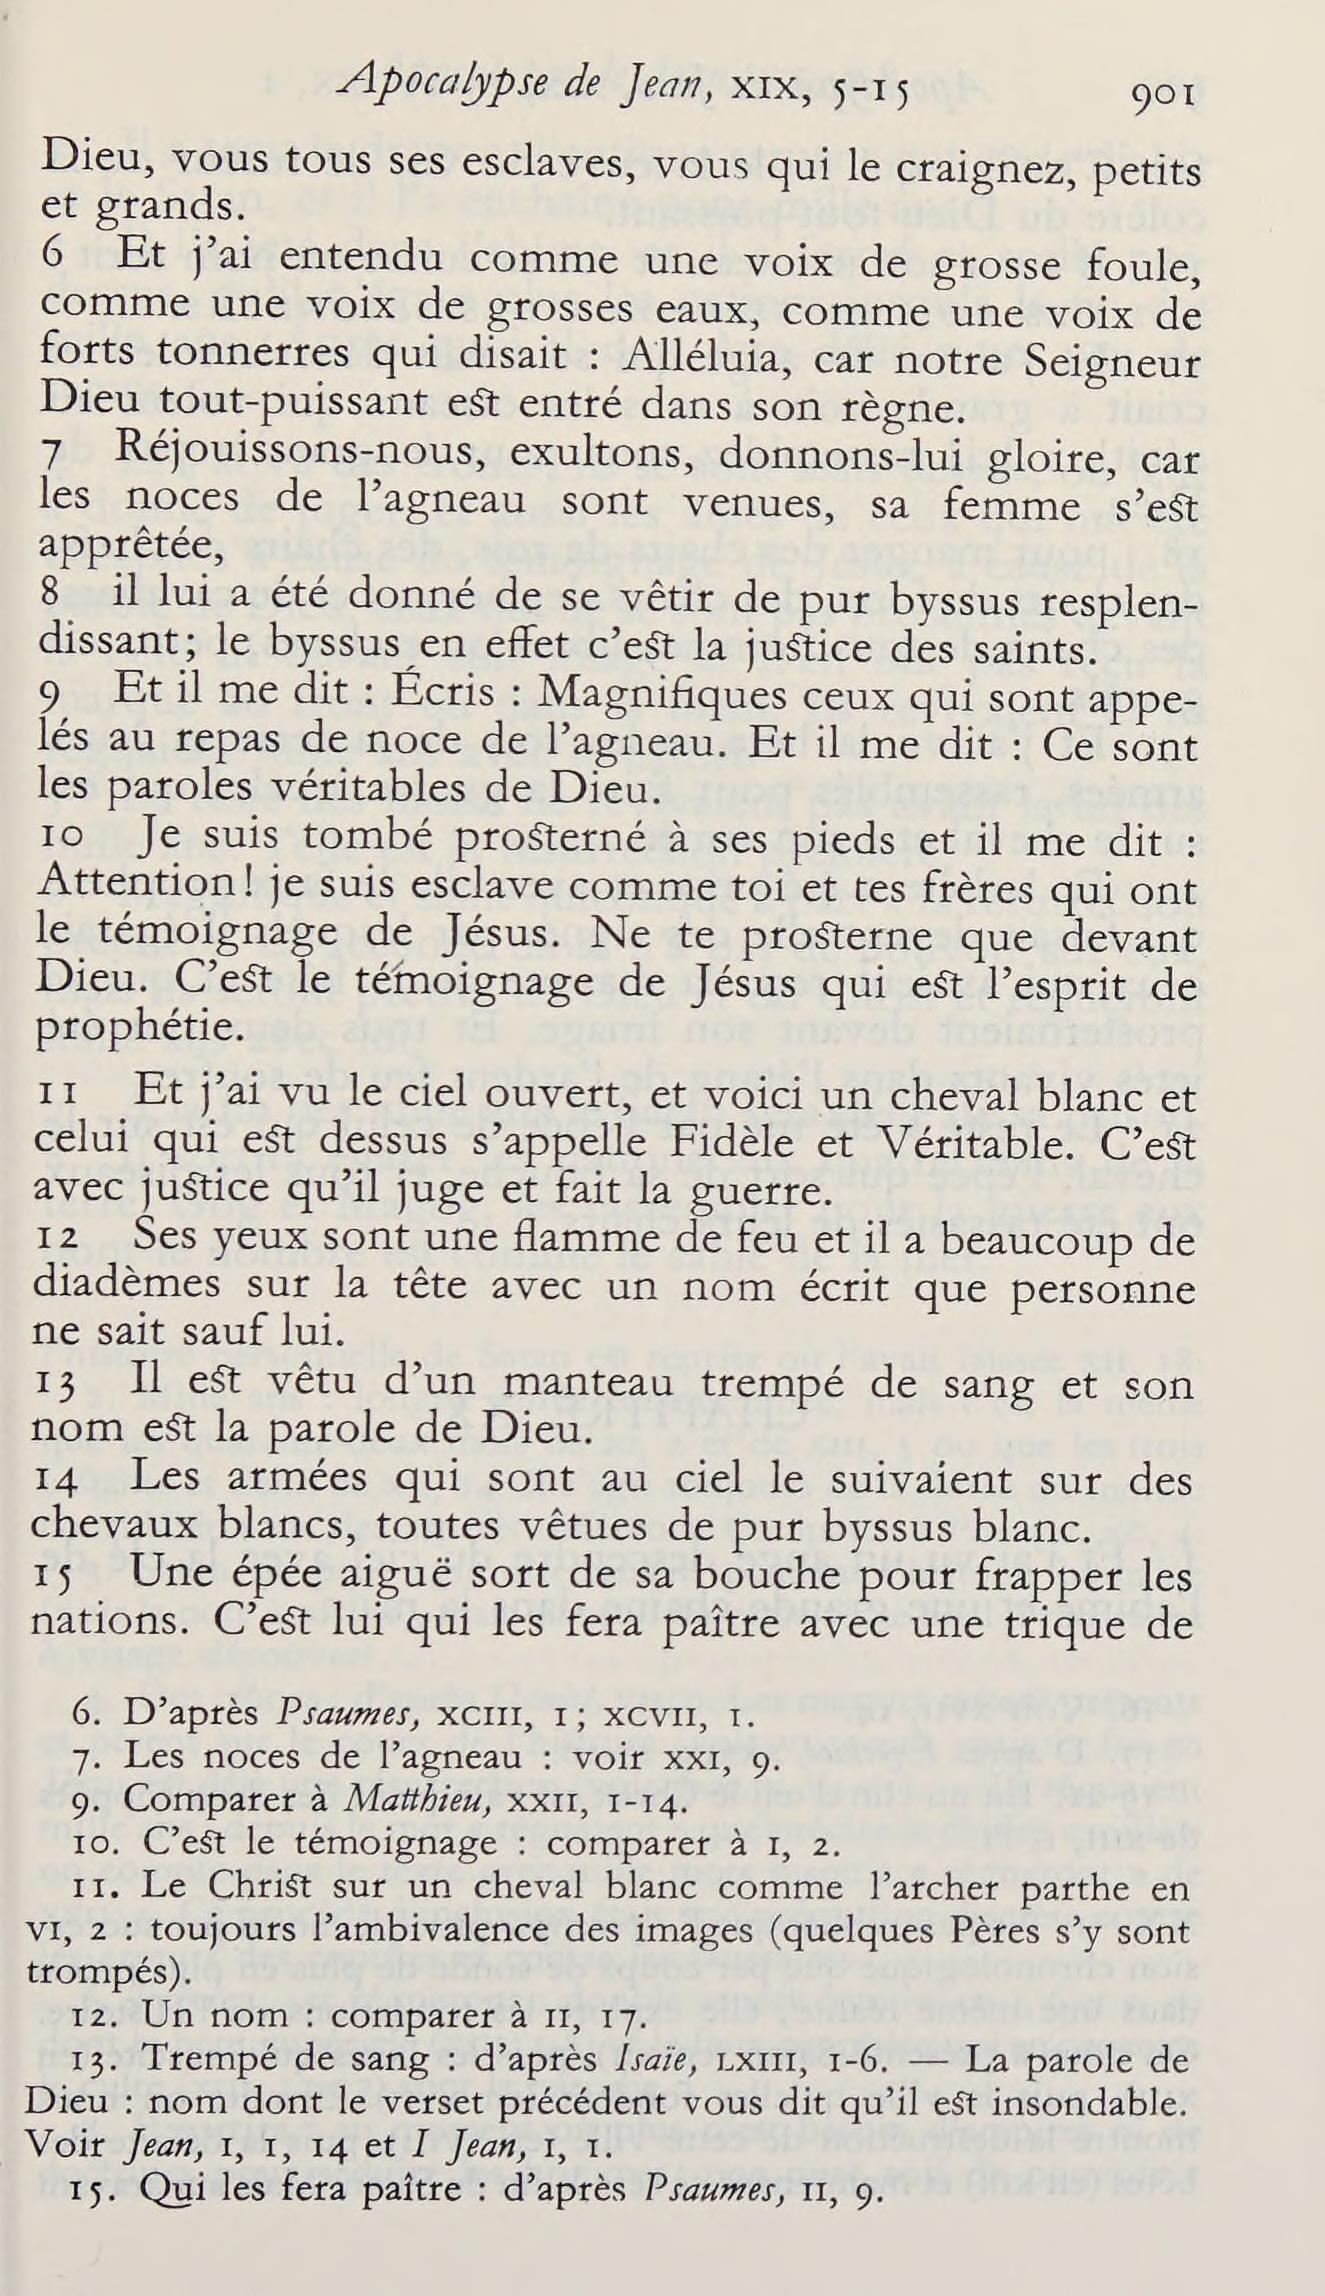 Apocalypse de Jean, XIX, 5-15 901
Dieu, vous tous ses esclaves, vous qui le craignez, petits
et grands.
6 Et j’ai entendu comme une voix de grosse foule,
comme une voix de grosses eaux, comme une voix de
forts tonnerres qui disait : Alléluia, car notre Seigneur
Dieu tout-puissant est entré dans son règne.
7 Réjouissons-nous, exultons, donnons-lui gloire, car
les noces de l’agneau sont venues, sa femme s’est
apprêtée,
8 il lui a été donné de se vêtir de pur byssus resplen-
dissant; le byssus en effet c’est la justice des saints.
9 Et il me dit : Écris : Magnifiques ceux qui sont appe-
lés au repas de noce de l’agneau. Et il me dit : Ce sont
les paroles véritables de Dieu.
10 Je suis tombé prosterné à ses pieds et il me dit :
Attention! je suis esclave comme toi et tes frères qui ont
le témoignage de Jésus. Ne te prosterne que devant
Dieu. C’est le témoignage de Jésus qui est l’esprit de
prophétie.
11 Et j’ai vu le ciel ouvert, et voici un cheval blanc et
celui qui est dessus s’appelle Fidèle et Véritable. C’est
avec justice qu’il juge et fait la guerre.
12 Ses yeux sont une flamme de feu et il a beaucoup de
diadèmes sur la tête avec un nom écrit que personne
ne sait sauf lui.
13 Il est vêtu d’un manteau trempé de sang et son
nom est la parole de Dieu.
14 Les armées qui sont au ciel le suivaient sur des
chevaux blancs, toutes vêtues de pur byssus blanc.
15 Une épée aiguë sort de sa bouche pour frapper les
nations. C’est lui qui les fera paître avec une trique de
6. D’après Psaumes, XCIII, 1; XCVII, 1.
7. Les noces de l’agneau : voir XXI, 9.
9. Comparer à Matthieu, XXII, 1-14.
10. C’est le témoignage : comparer à I, 2.
11. Le Christ sur un cheval blanc comme l’archer parthe en
VI, 2 : toujours l’ambivalence des images (quelques Pères s’y sont
trompés).
12. Un nom : comparer à II, 17.
13. Trempé de sang : d’après Isaïe, LXIII, 1-6. — La parole de
Dieu : nom dont le verset précédent vous dit qu’il est insondable.
Voir Jean, I, 1, 14 et I Jean, I, 1.
15. Qui les fera paître : d’après Psaumes, II, 9.